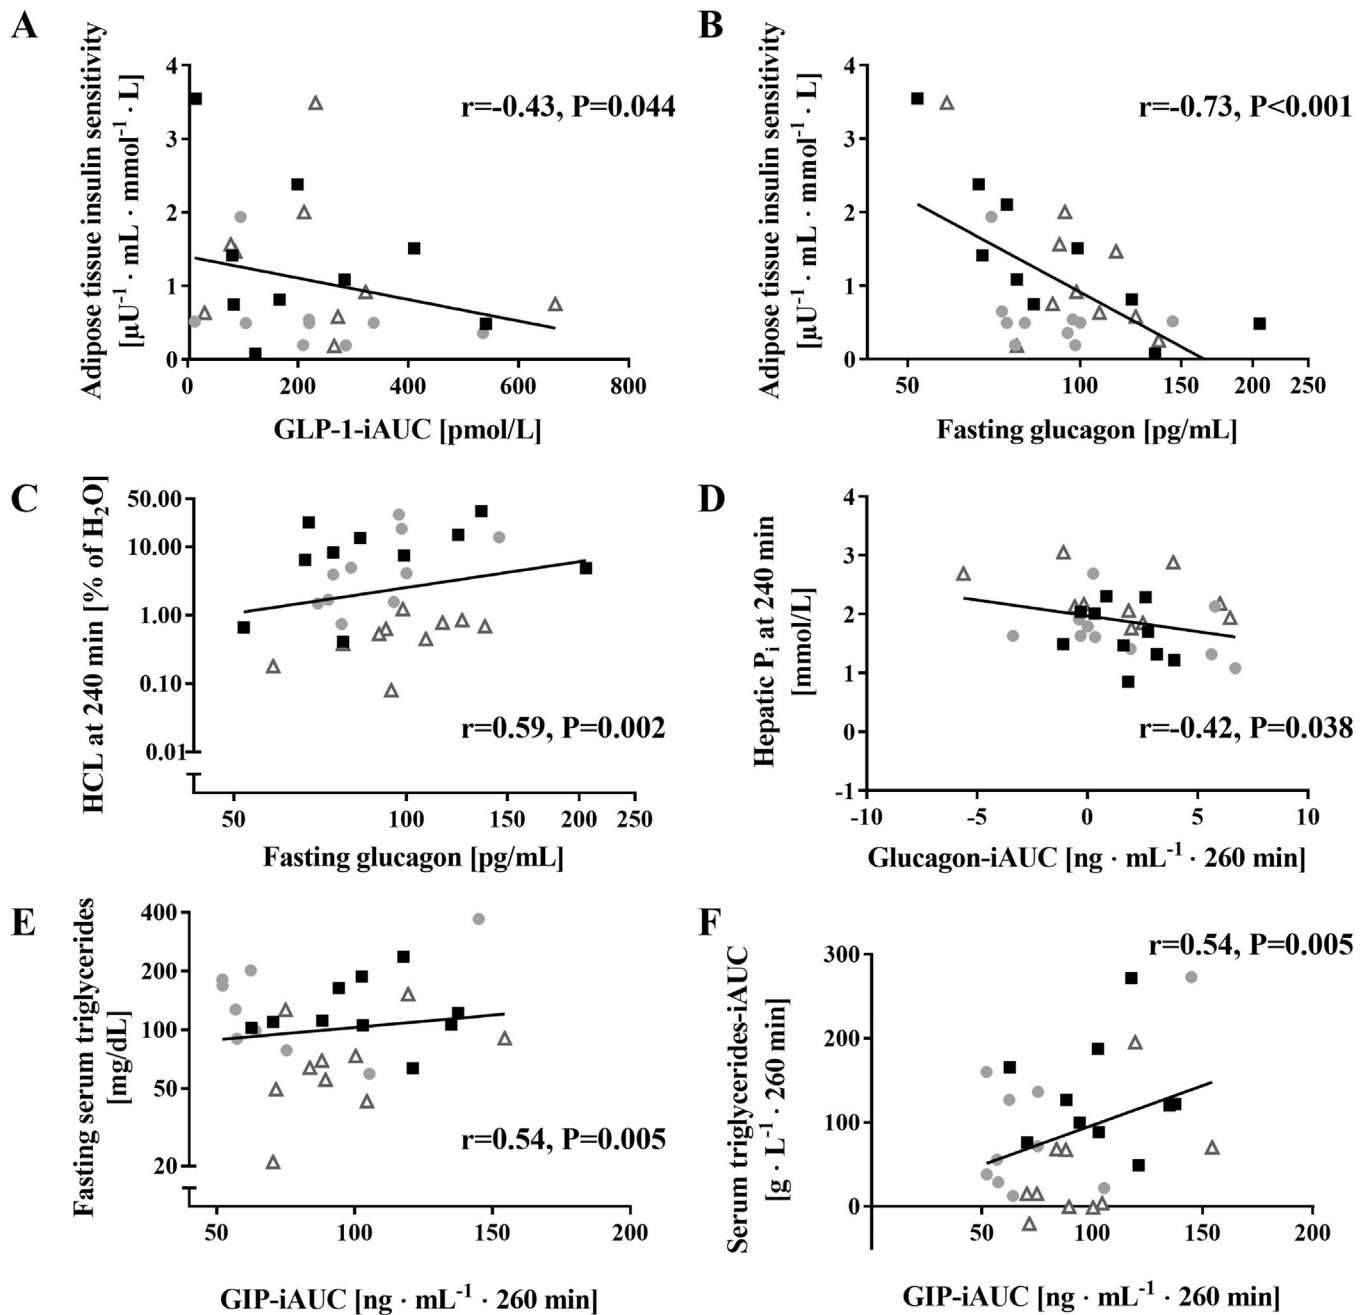 A
Adipose tissue insulin sensitivity
[µU⁻¹ · mL · mmol⁻¹ · L]
4
3
2
1
0
r=-0.43, P=0.044
0 200 400 600 800
GLP-1-iAUC [pmol/L]
B
Adipose tissue insulin sensitivity
[µU⁻¹ · mL · mmol⁻¹ · L]
4
3
2
1
0
r=-0.73, P<0.001
50 100 150 200 250
Fasting glucagon [pg/mL]
C
HCL at 240 min [% of H₂O]
50.00
10.00
1.00
0.10
0.01
r=0.59, P=0.002
50 100 150 200 250
Fasting glucagon [pg/mL]
D
Hepatic Pᵢ at 240 min
[mmol/L]
4
3
2
1
0
-1
r=-0.42, P=0.038
-10 -5 0 5 10
Glucagon-iAUC [ng · mL⁻¹ · 260 min]
E
Fasting serum triglycerides
[mg/dL]
400
200
100
50
20
r=0.54, P=0.005
50 100 150 200
GIP-iAUC [ng · mL⁻¹ · 260 min]
F
Serum triglycerides-iAUC
[g · L⁻¹ · 260 min]
300
200
100
0
r=0.54, P=0.005
50 100 150 200
GIP-iAUC [ng · mL⁻¹ · 260 min]